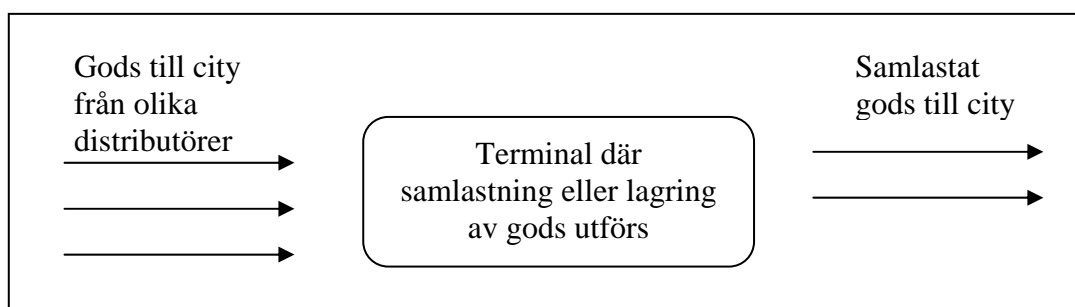 Gods till city
från olika
distributörer
Terminal där
samlastning eller lagring
av gods utförs
Samlastat
gods till city